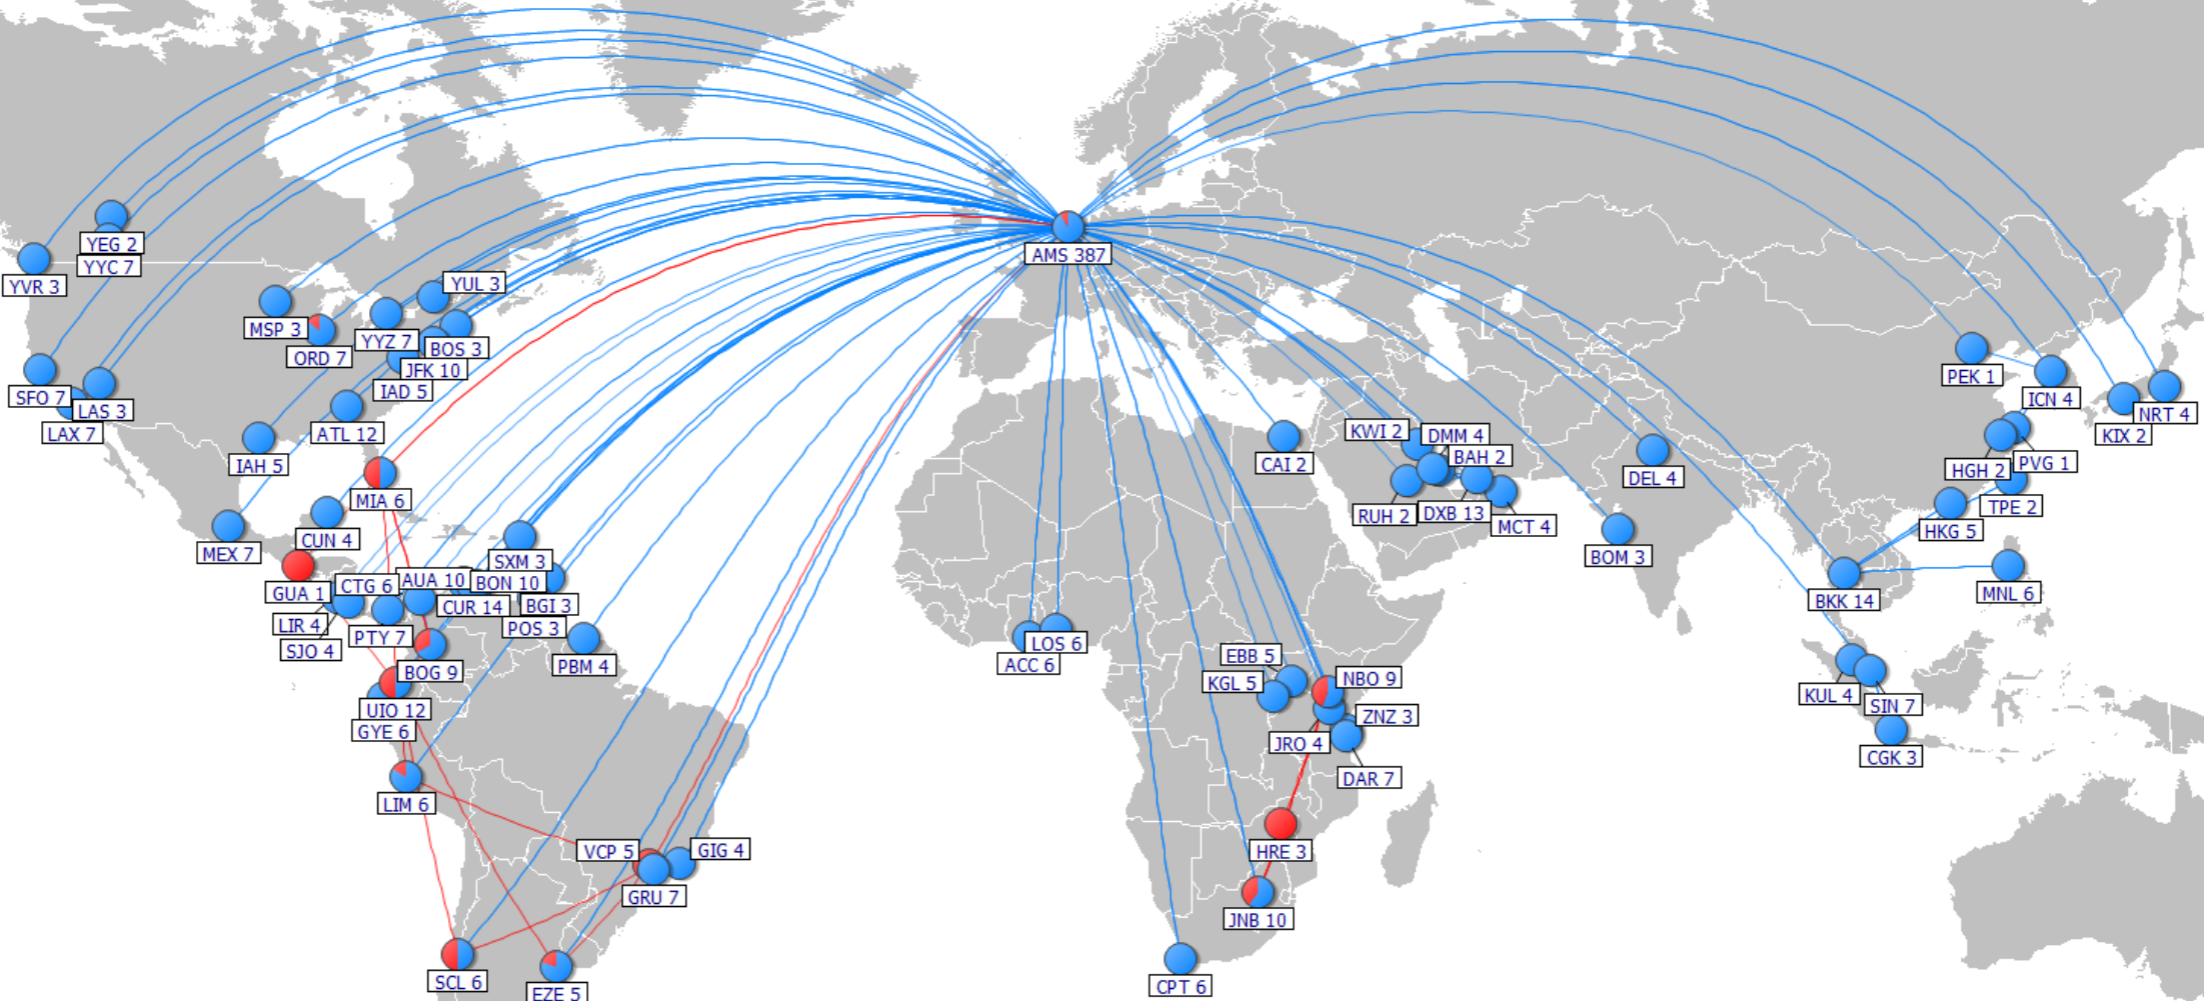 YEG 2
YYC 7
YVR 3
YUL 3
MSP 3
ORD 7
YYZ 7
BOS 3
JFK 10
IAD 5
SFO 7
LAS 3
LAX 7
ATL 12
IAH 5
MIA 6
MEX 7
CUN 4
GUA 1
CTG 6
AUA 10
SXM 3
BON 10
CUR 14
BGI 3
LIR 4
SJO 4
PTY 7
POS 3
PBM 4
BOG 9
UIO 12
GYE 6
LIM 6
VCP 5
GIG 4
GRU 7
SCL 6
EZE 5
AMS 387
CAI 2
KWI 2
DMM 4
BAH 2
RUH 2
DXB 13
MCT 4
DEL 4
BOM 3
LOS 6
ACC 6
EBB 5
KGL 5
NBO 9
ZNZ 3
JRO 4
DAR 7
HRE 3
JNB 10
CPT 6
PEK 1
ICN 4
NRT 4
KIX 2
HGH 2
PVG 1
TPE 2
HKG 5
BKK 14
MNL 6
KUL 4
SIN 7
CGK 3